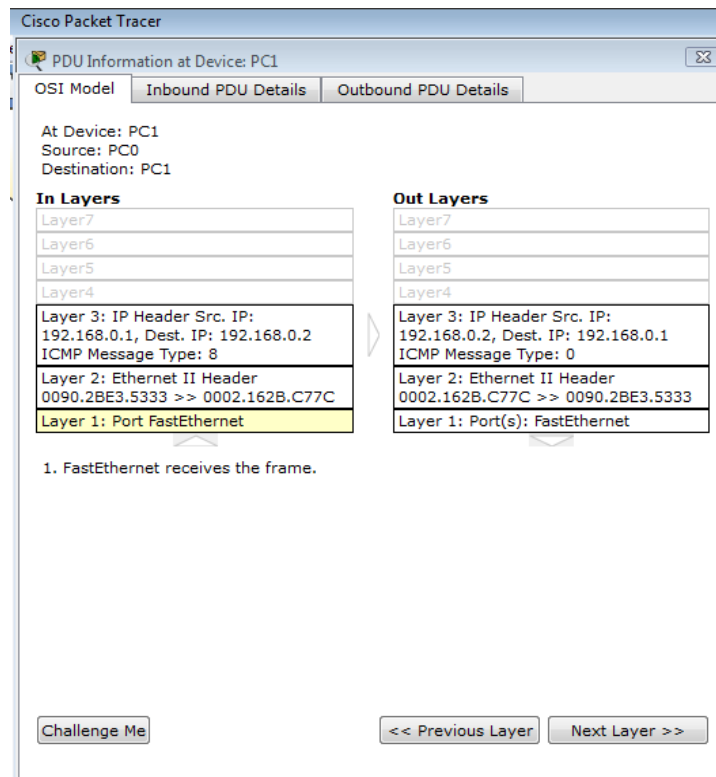 Cisco Packet Tracer
PDU Information at Device: PC1
OSI Model
Inbound PDU Details
Outbound PDU Details
At Device: PC1
Source: PC0
Destination: PC1
In Layers
Layer7
Layer6
Layer5
Layer4
Layer 3: IP Header Src. IP:
192.168.0.1, Dest. IP: 192.168.0.2
ICMP Message Type: 8
Layer 2: Ethernet II Header
0090.2BE3.5333 >> 0002.162B.C77C
Layer 1: Port FastEthernet
Out Layers
Layer7
Layer6
Layer5
Layer4
Layer 3: IP Header Src. IP:
192.168.0.2, Dest. IP: 192.168.0.1
ICMP Message Type: 0
Layer 2: Ethernet II Header
0002.162B.C77C >> 0090.2BE3.5333
Layer 1: Port(s): FastEthernet
1. FastEthernet receives the frame.
Challenge Me
<< Previous Layer
Next Layer >>